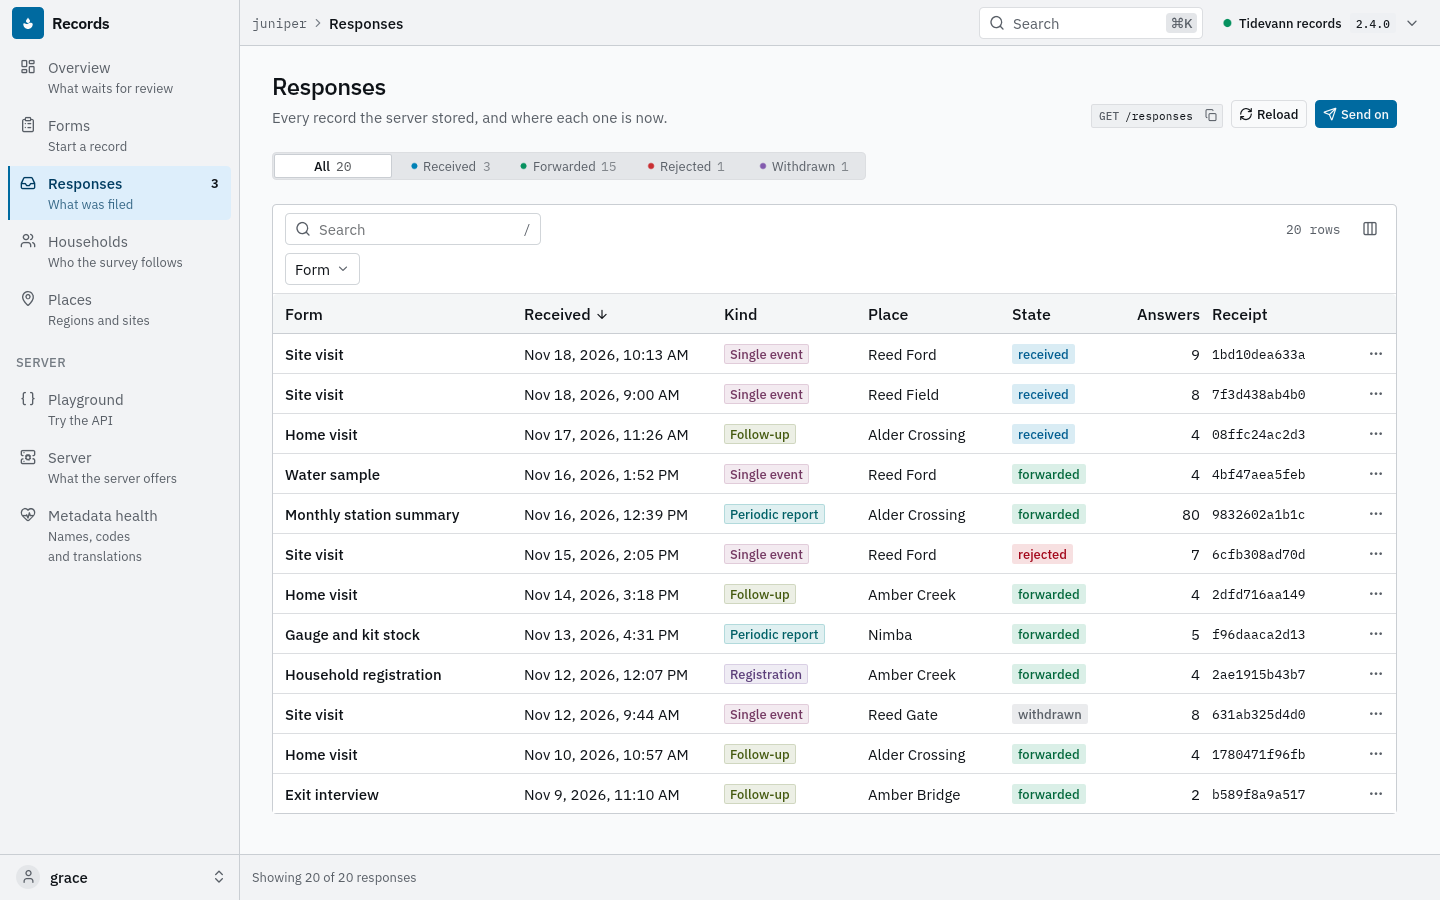 Records
juniper > Responses
Search ⌘K
Tidevann records 2.4.0
Overview
What waits for review
Forms
Start a record
Responses 3
What was filed
Households
Who the survey follows
Places
Regions and sites
SERVER
Playground
Try the API
Server
What the server offers
Metadata health
Names, codes
and translations
grace
Responses
Every record the server stored, and where each one is now.
GET /responses
Reload
Send on
All 20 Received 3 Forwarded 15 Rejected 1 Withdrawn 1
Search /
20 rows
Form
Form Received Kind Place State Answers Receipt
Site visit Nov 18, 2026, 10:13 AM Single event Reed Ford received 9 1bd10dea633a
Site visit Nov 18, 2026, 9:00 AM Single event Reed Field received 8 7f3d438ab4b0
Home visit Nov 17, 2026, 11:26 AM Follow-up Alder Crossing received 4 08ffc24ac2d3
Water sample Nov 16, 2026, 1:52 PM Single event Reed Ford forwarded 4 4bf47aea5feb
Monthly station summary Nov 16, 2026, 12:39 PM Periodic report Alder Crossing forwarded 80 9832602a1b1c
Site visit Nov 15, 2026, 2:05 PM Single event Reed Ford rejected 7 6cfb308ad70d
Home visit Nov 14, 2026, 3:18 PM Follow-up Amber Creek forwarded 4 2dfd716aa149
Gauge and kit stock Nov 13, 2026, 4:31 PM Periodic report Nimba forwarded 5 f96daaca2d13
Household registration Nov 12, 2026, 12:07 PM Registration Amber Creek forwarded 4 2ae1915b43b7
Site visit Nov 12, 2026, 9:44 AM Single event Reed Gate withdrawn 8 631ab325d4d0
Home visit Nov 10, 2026, 10:57 AM Follow-up Alder Crossing forwarded 4 1780471f96fb
Exit interview Nov 9, 2026, 11:10 AM Follow-up Amber Bridge forwarded 2 b589f8a9a517
Showing 20 of 20 responses